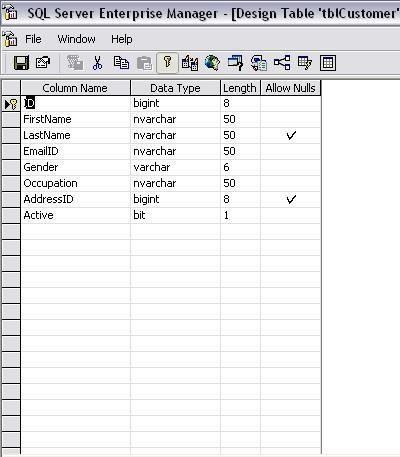 SQL Server Enterprise Manager - [Design Table 'tblCustomer'
File Window Help
Column Name Data Type Length Allow Nulls
ID bigint 8
FirstName nvarchar 50
LastName nvarchar 50
EmailID nvarchar 50
Gender varchar 6
Occupation nvarchar 50
AddressID bigint 8
Active bit 1